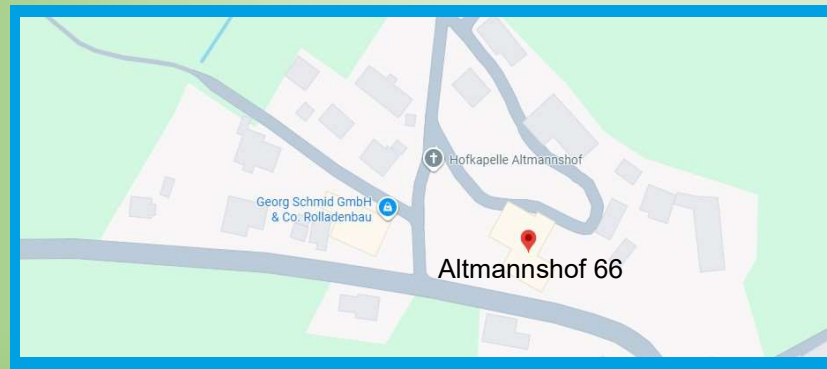 Hofkapelle Altmannshof
Georg Schmid GmbH
& Co. Rolladenbau
Altmannshof 66